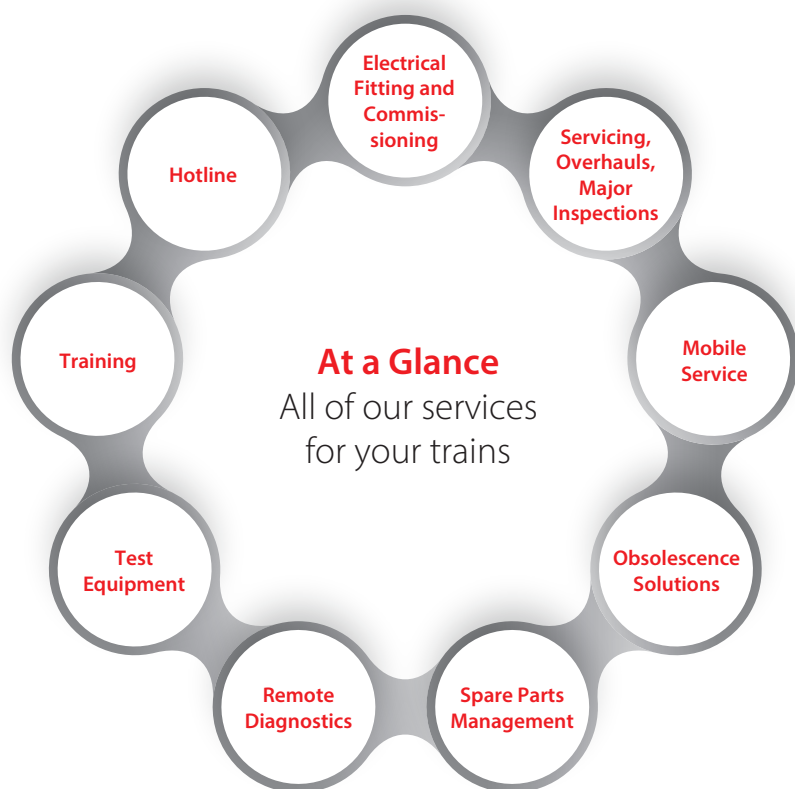 Electrical
Fitting and
Commis-
sioning
Servicing,
Overhauls,
Major
Inspections
Mobile
Service
Obsolescence
Solutions
Spare Parts
Management
Remote
Diagnostics
Test
Equipment
Training
Hotline
At a Glance
All of our services
for your trains